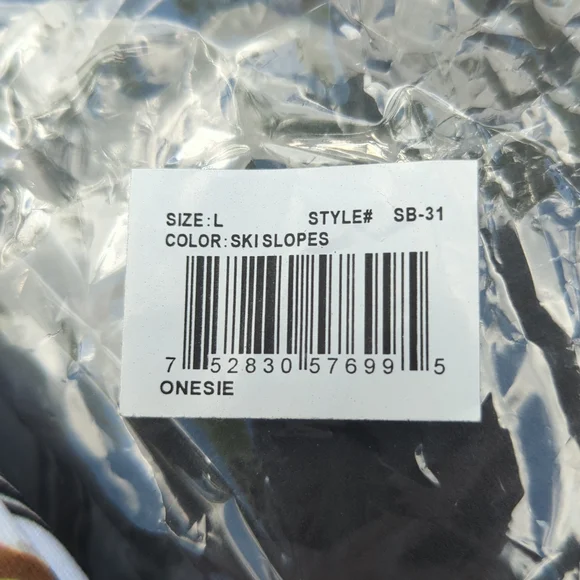 SIZE: L STYLE# SB-31
COLOR: SKI SLOPES
7 52830 57699 5
ONESIE